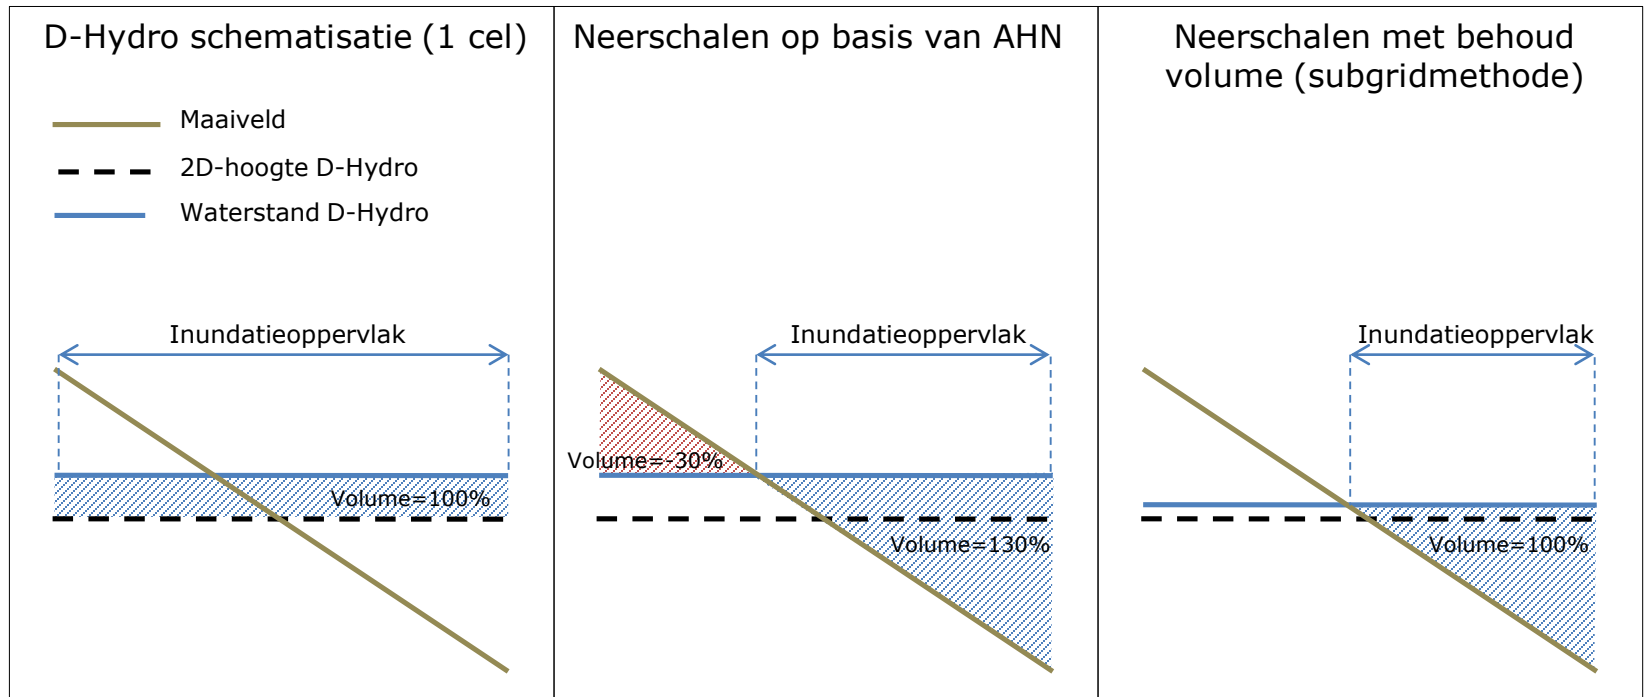 D-Hydro schematisatie (1 cel)
Maaiveld
2D-hoogte D-Hydro
Waterstand D-Hydro
Inundatieoppervlak
Volume=100%
Neerschalen op basis van AHN
Inundatieoppervlak
Volume=-30%
Volume=130%
Neerschalen met behoud
volume (subgridmethode)
Inundatieoppervlak
Volume=100%